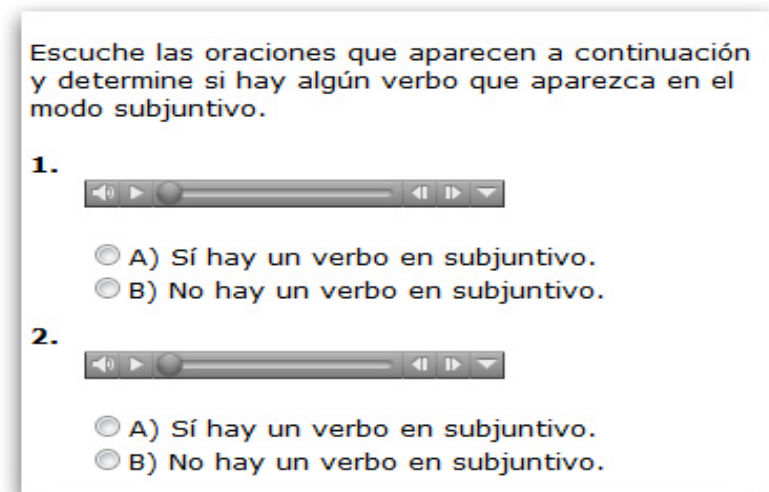 Escuche las oraciones que aparecen a continuación
y determine si hay algún verbo que aparezca en el
modo subjuntivo.
1.
A) Sí hay un verbo en subjuntivo.
B) No hay un verbo en subjuntivo.
2.
A) Sí hay un verbo en subjuntivo.
B) No hay un verbo en subjuntivo.